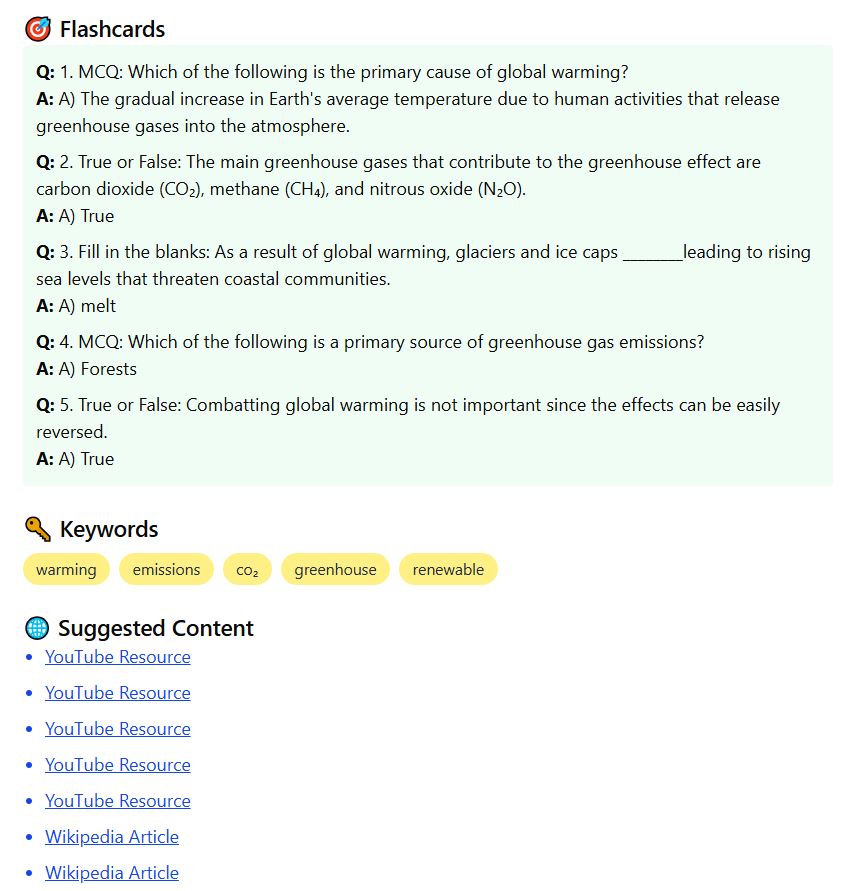 Flashcards
Q: 1. MCQ: Which of the following is the primary cause of global warming?
A: A) The gradual increase in Earth's average temperature due to human activities that release
greenhouse gases into the atmosphere.
Q: 2. True or False: The main greenhouse gases that contribute to the greenhouse effect are
carbon dioxide (CO₂), methane (CH₄), and nitrous oxide (N₂O).
A: A) True
Q: 3. Fill in the blanks: As a result of global warming, glaciers and ice caps ________leading to rising
sea levels that threaten coastal communities.
A: A) melt
Q: 4. MCQ: Which of the following is a primary source of greenhouse gas emissions?
A: A) Forests
Q: 5. True or False: Combatting global warming is not important since the effects can be easily
reversed.
A: A) True
Keywords
warming emissions co₂ greenhouse renewable
Suggested Content
• YouTube Resource
• YouTube Resource
• YouTube Resource
• YouTube Resource
• YouTube Resource
• Wikipedia Article
• Wikipedia Article